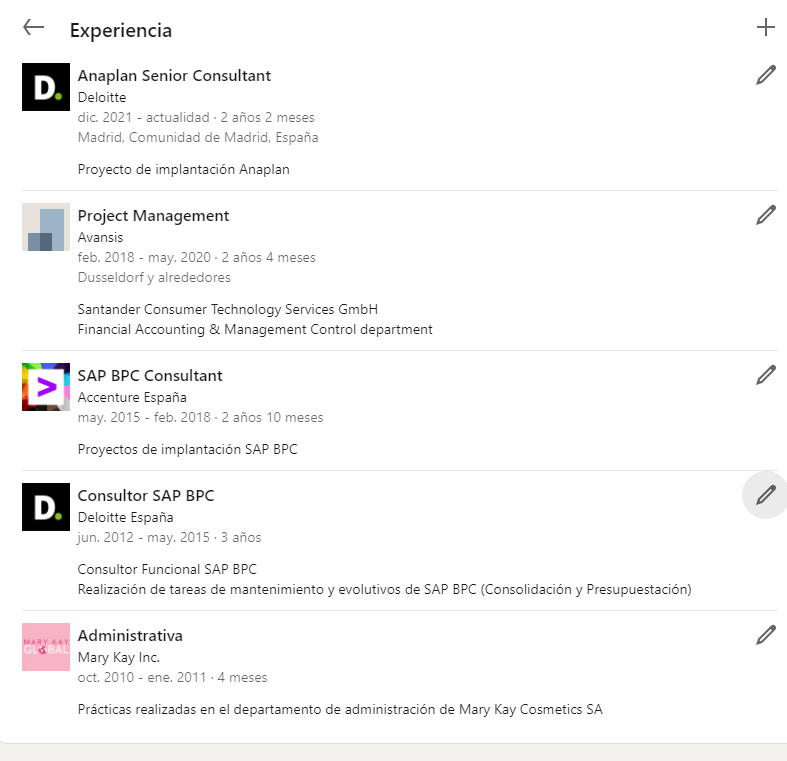 Experiencia
Anaplan Senior Consultant
Deloitte
dic. 2021 - actualidad · 2 años 2 meses
Madrid, Comunidad de Madrid, España
Proyecto de implantación Anaplan
Project Management
Avansis
feb. 2018 - may. 2020 · 2 años 4 meses
Dusseldorf y alrededores
Santander Consumer Technology Services GmbH
Financial Accounting & Management Control department
SAP BPC Consultant
Accenture España
may. 2015 - feb. 2018 · 2 años 10 meses
Proyectos de implantación SAP BPC
Consultor SAP BPC
Deloitte España
jun. 2012 - may. 2015 · 3 años
Consultor Funcional SAP BPC
Realización de tareas de mantenimiento y evolutivos de SAP BPC (Consolidación y Presupuestación)
MARY KAY
GLOBAL
Administrativa
Mary Kay Inc.
oct. 2010 - ene. 2011 · 4 meses
Prácticas realizadas en el departamento de administración de Mary Kay Cosmetics SA